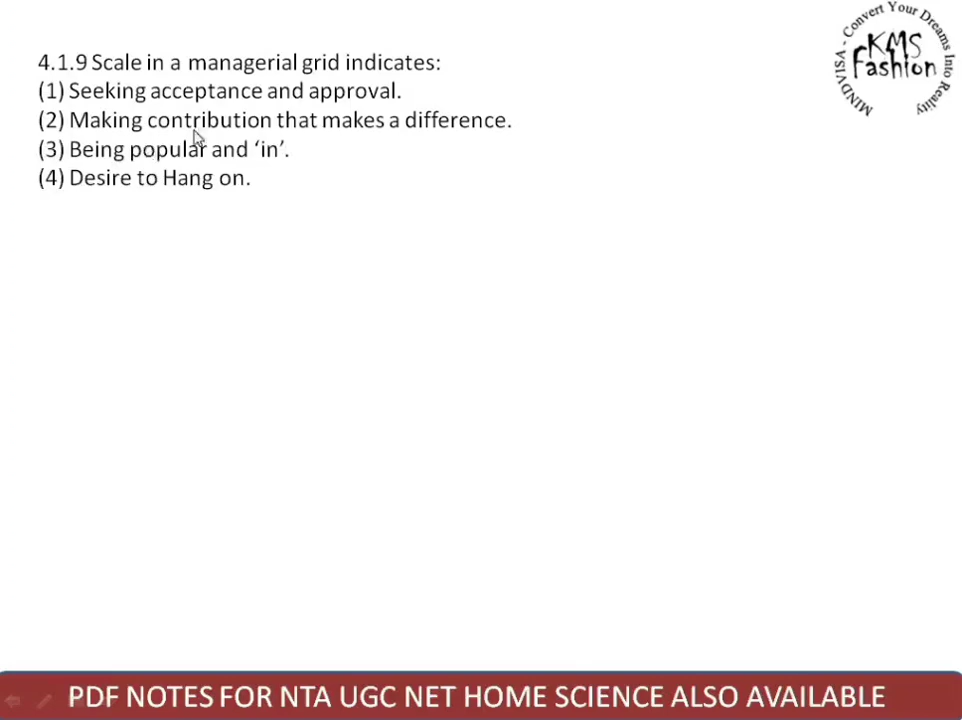 4.1.9 Scale in a managerial grid indicates:
(1) Seeking acceptance and approval.
(2) Making contribution that makes a difference.
(3) Being popular and ‘in’.
(4) Desire to Hang on.
MINDVISA - Convert Your Dreams Into Reality
KMS
Fashion
PDF NOTES FOR NTA UGC NET HOME SCIENCE ALSO AVAILABLE